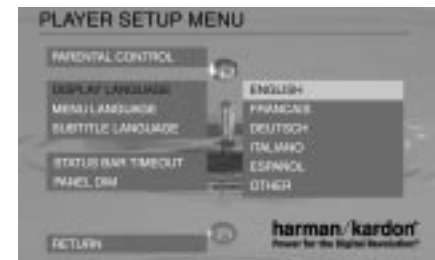 PLAYER SETUP MENU
PARENTAL CONTROL
DISPLAY LANGUAGE
MENU LANGUAGE
SUBTITLE LANGUAGE
STATUS BAR TIMEOUT
PANEL DIM
RETURN
ENGLISH
FRANCAIS
DEUTSCH
ITALIANO
ESPAÑOL
OTHER
harman/kardon®
Power for the Digital Revolution®